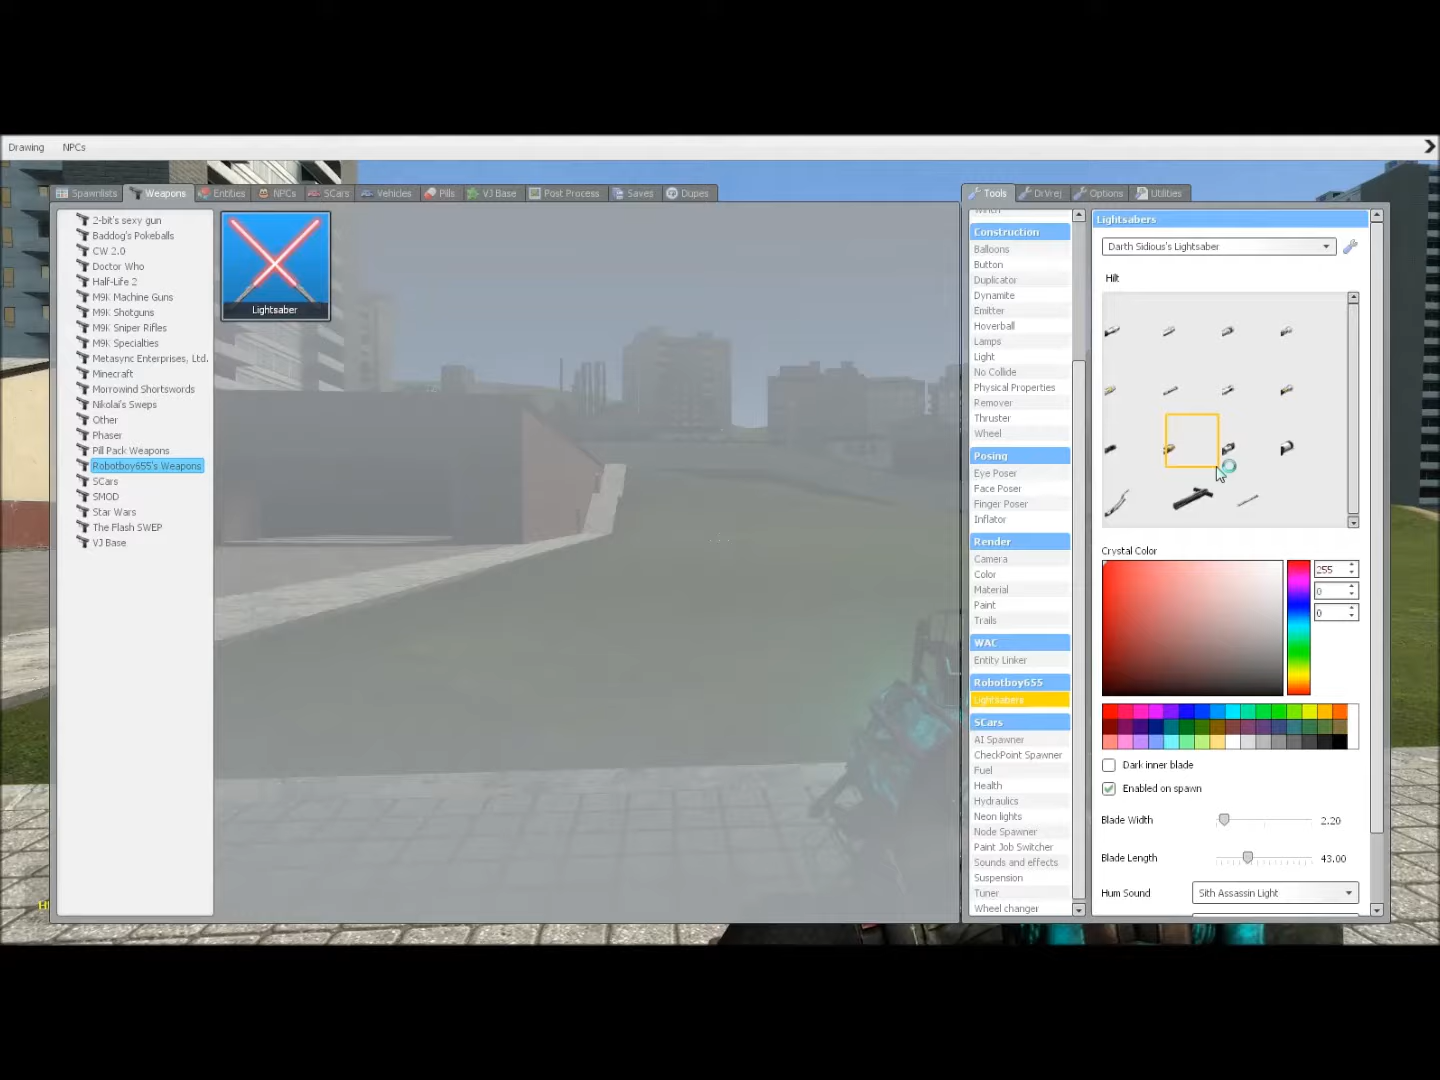 Drawing NPCs
Spawnlists Weapons Entities NPCs SCars Vehicles Pills VJ Base Post Process Saves Dupes
2-bit's sexy gun
Baddog's Pokeballs
CW 2.0
Doctor Who
Half-Life 2
M9K Machine Guns
M9K Shotguns
M9K Sniper Rifles
M9K Specialties
Metasync Enterprises, Ltd.
Minecraft
Morrowind Shortswords
Nikolai's Sweps
Other
Phaser
Pill Pack Weapons
Robotboy655's Weapons
SCars
SMOD
Star Wars
The Flash SWEP
VJ Base
Lightsaber
Tools DrVrej Options Utilities
Winch
Construction
Balloons
Button
Duplicator
Dynamite
Emitter
Hoverball
Lamps
Light
No Collide
Physical Properties
Remover
Thruster
Wheel
Posing
Eye Poser
Face Poser
Finger Poser
Inflator
Render
Camera
Color
Material
Paint
Trails
WAC
Entity Linker
Robotboy655
Lightsabers
SCars
AI Spawner
CheckPoint Spawner
Fuel
Health
Hydraulics
Neon lights
Node Spawner
Paint Job Switcher
Sounds and effects
Suspension
Tuner
Wheel changer
Lightsabers
Darth Sidious's Lightsaber
Hilt
Crystal Color
255
0
0
Dark inner blade
Enabled on spawn
Blade Width 2.20
Blade Length 43.00
Hum Sound Sith Assassin Light